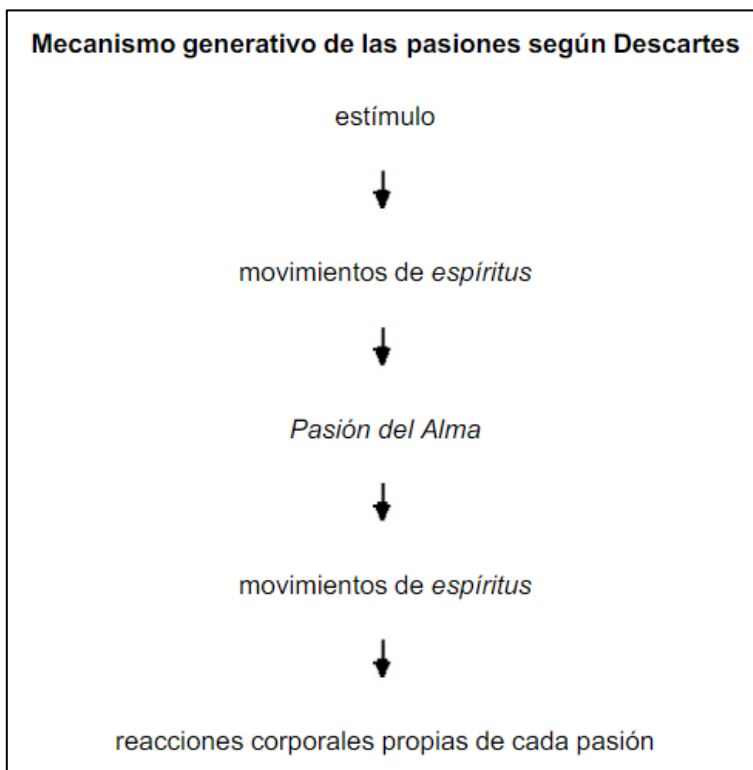 Mecanismo generativo de las pasiones según Descartes
estímulo
movimientos de espíritus
Pasión del Alma
movimientos de espíritus
reacciones corporales propias de cada pasión